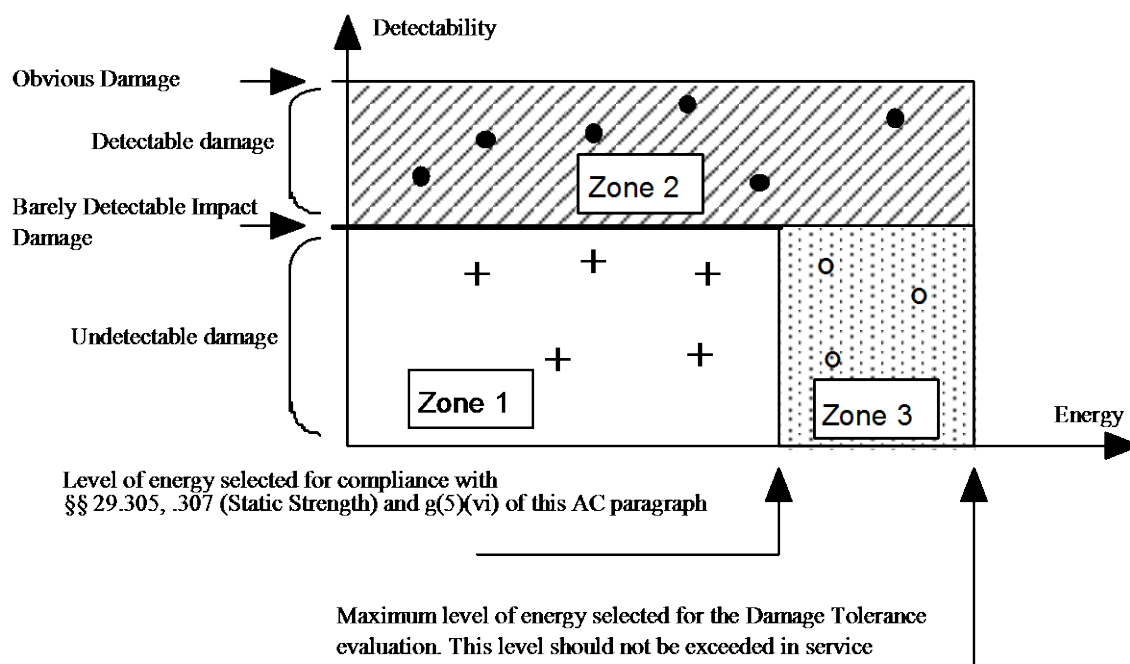 Detectability
Obvious Damage
Detectable damage
Zone 2
Barely Detectable Impact
Damage
Undetectable damage
Zone 1
Zone 3
Energy
Level of energy selected for compliance with
§§ 29.305, .307 (Static Strength) and g(5)(vi) of this AC paragraph
Maximum level of energy selected for the Damage Tolerance
evaluation. This level should not be exceeded in service